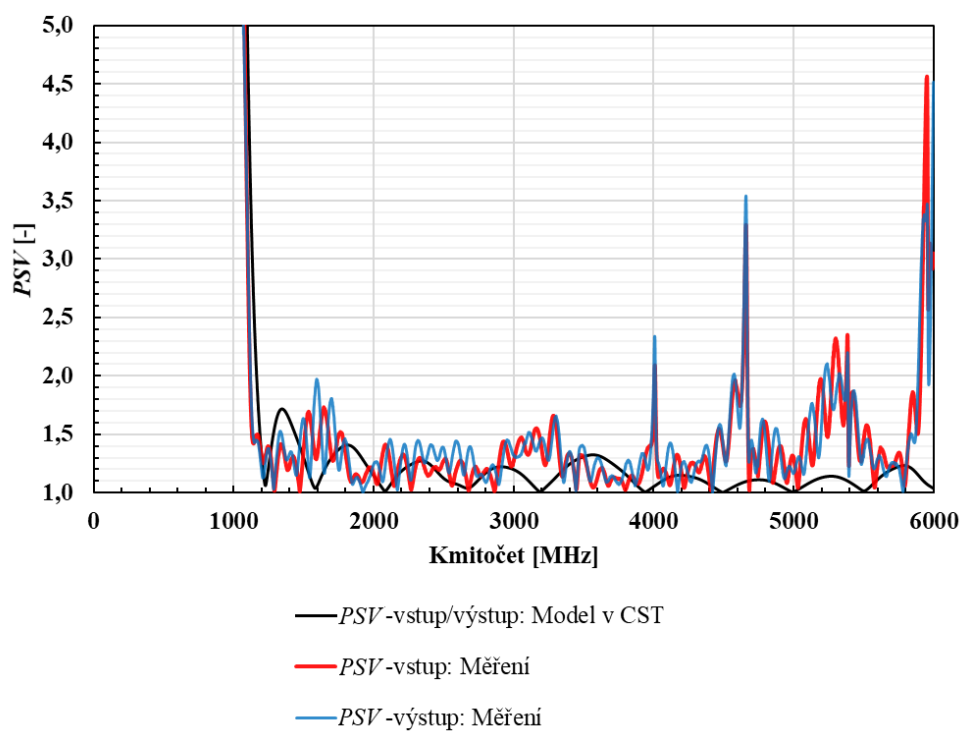 5,0
4,5
4,0
3,5
3,0
2,5
2,0
1,5
1,0
PSV [-]
0 1000 2000 3000 4000 5000 6000
Kmitočet [MHz]
PSV-vstup/výstup: Model v CST
PSV-vstup: Měření
PSV-výstup: Měření